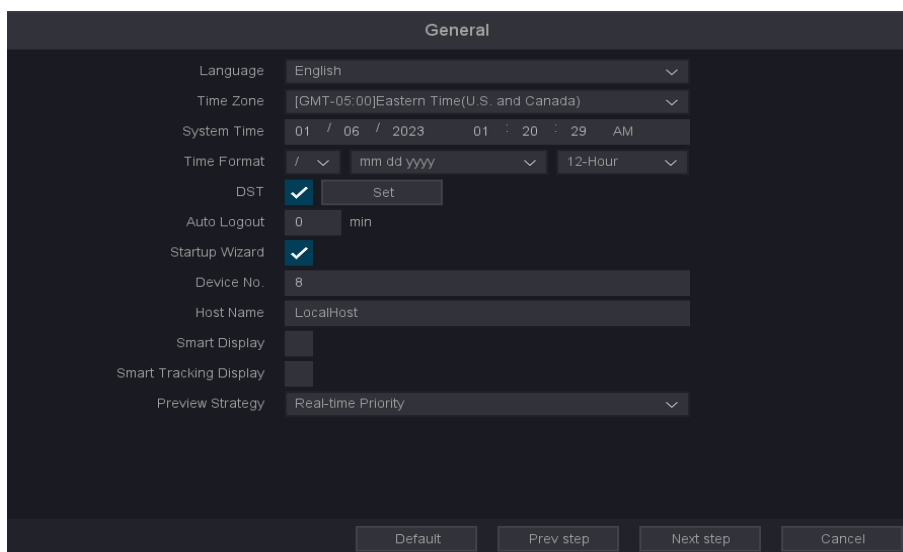 General
Language English
Time Zone [GMT-05:00]Eastern Time(U.S. and Canada)
System Time 01 / 06 / 2023 01 : 20 : 29 AM
Time Format / mm dd yyyy 12-Hour
DST Set
Auto Logout 0 min
Startup Wizard
Device No. 8
Host Name LocalHost
Smart Display
Smart Tracking Display
Preview Strategy Real-time Priority
Default Prev step Next step Cancel